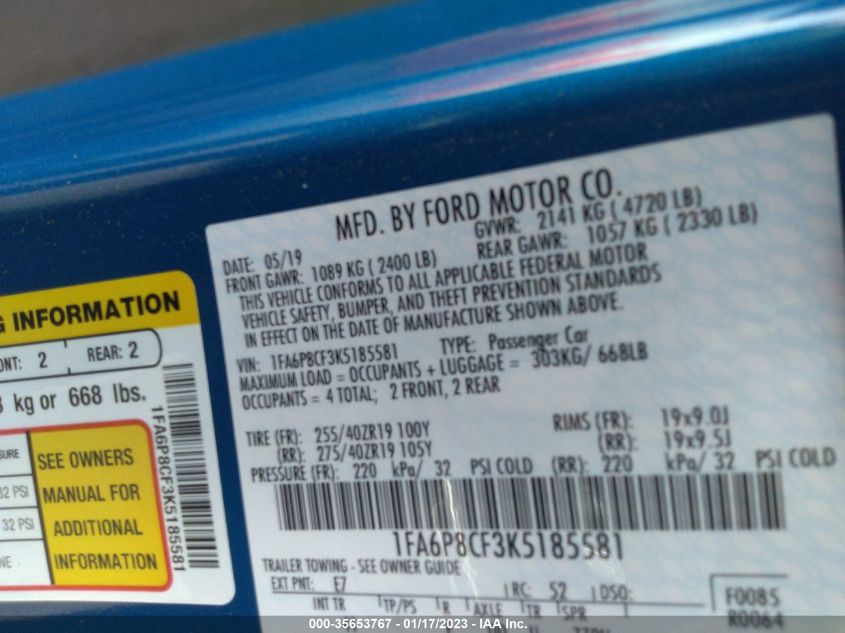 MFD. BY FORD MOTOR CO.
DATE: 05/19 GVWR: 2141 KG ( 4720 LB)
FRONT GAWR: 1089 KG ( 2400 LB) REAR GAWR: 1057 KG ( 2330 LB)
THIS VEHICLE CONFORMS TO ALL APPLICABLE FEDERAL MOTOR
VEHICLE SAFETY, BUMPER, AND THEFT PREVENTION STANDARDS
IN EFFECT ON THE DATE OF MANUFACTURE SHOWN ABOVE.
VIN: 1FA6P8CF3K5185581 TYPE: Passenger Car
MAXIMUM LOAD = OCCUPANTS + LUGGAGE = 303KG/ 668LB
OCCUPANTS = 4 TOTAL; 2 FRONT, 2 REAR
TIRE (FR): 255/40ZR19 100Y RIMS (FR): 19x9.0J
(RR): 275/40ZR19 105Y (RR): 19x9.5J
PRESSURE (FR): 220 kPa/ 32 PSI COLD (RR): 220 kPa/ 32 PSI COLD
1FA6P8CF3K5185581
TRAILER TOWING - SEE OWNER GUIDE
EXT PNT: E7 RC: 52 DSO: F0085
INT TR TP/PS R AXLE TR SPR R0064
G INFORMATION
ONT: 2 REAR: 2
3 kg or 668 lbs.
1FA6P8CF3K5185581
SURE
32 PSI
32 PSI
NE
SEE OWNERS
MANUAL FOR
ADDITIONAL
INFORMATION
000-35653767 - 01/17/2023 - IAA Inc.